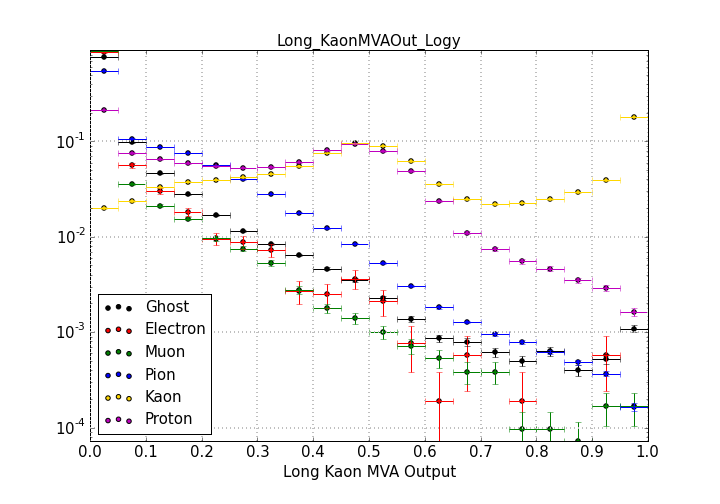 Long_KaonMVAOut_Logy
10^-1
10^-2
10^-3
10^-4
Ghost
Electron
Muon
Pion
Kaon
Proton
0.0 0.1 0.2 0.3 0.4 0.5 0.6 0.7 0.8 0.9 1.0
Long Kaon MVA Output